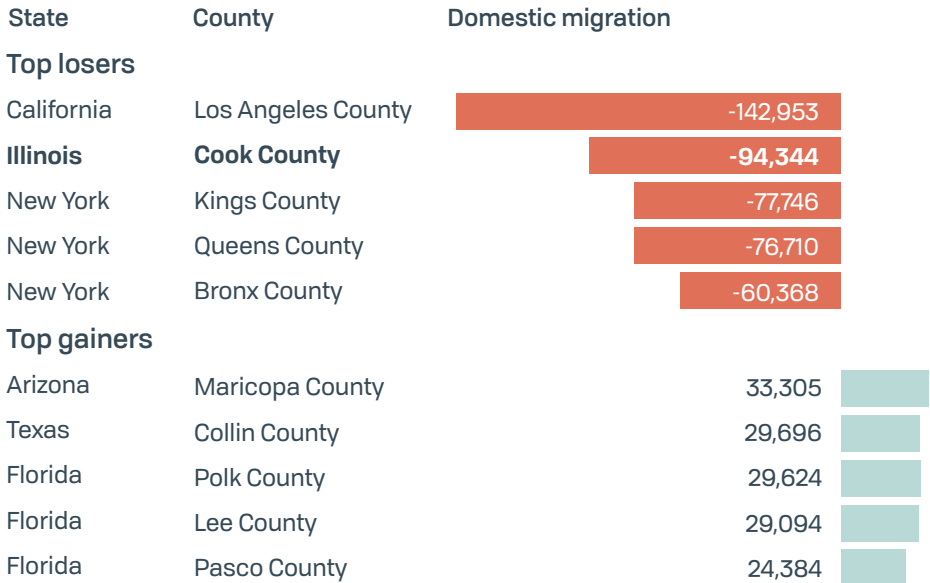 State County Domestic migration
Top losers
California Los Angeles County -142,953
Illinois Cook County -94,344
New York Kings County -77,746
New York Queens County -76,710
New York Bronx County -60,368
Top gainers
Arizona Maricopa County 33,305
Texas Collin County 29,696
Florida Polk County 29,624
Florida Lee County 29,094
Florida Pasco County 24,384